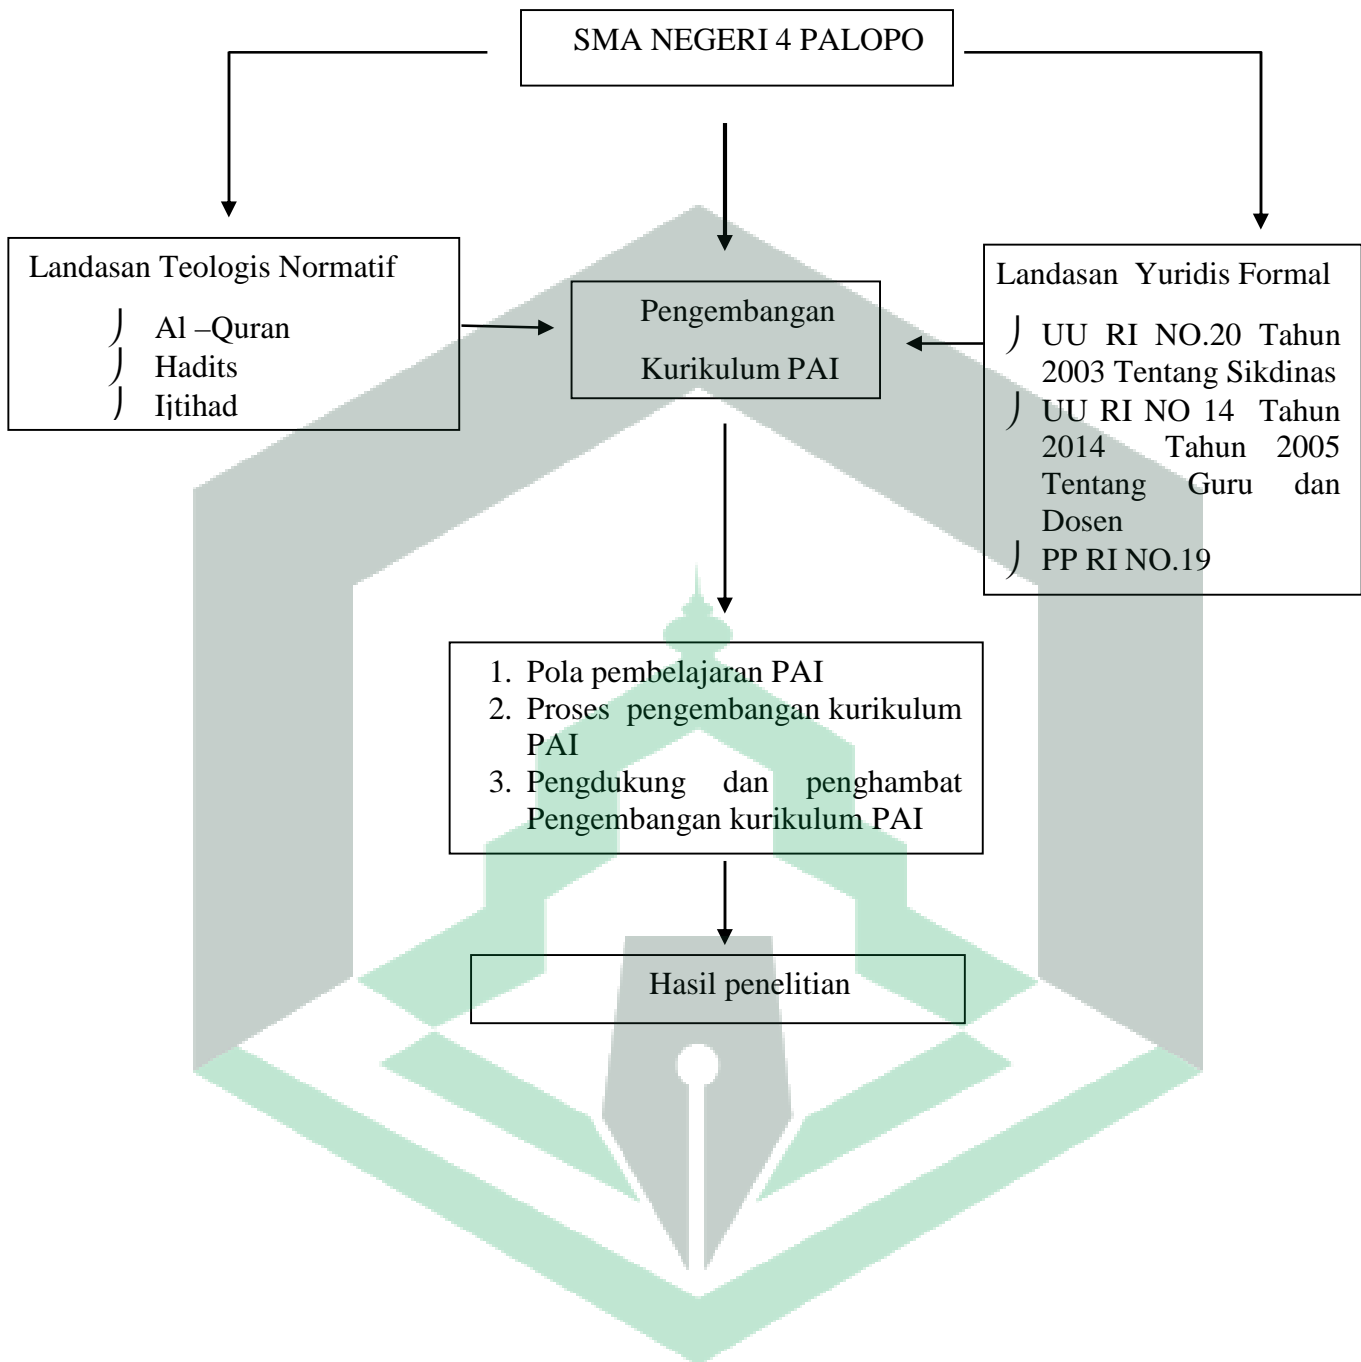 SMA NEGERI 4 PALOPO
Landasan Teologis Normatif
Al –Quran
Hadits
Ijtihad
Pengembangan
Kurikulum PAI
Landasan Yuridis Formal
UU RI NO.20 Tahun
2003 Tentang Sikdinas
UU RI NO 14 Tahun
2014 Tahun 2005
Tentang Guru dan
Dosen
PP RI NO.19
1. Pola pembelajaran PAI
2. Proses pengembangan kurikulum
PAI
3. Pengdukung dan penghambat
Pengembangan kurikulum PAI
Hasil penelitian